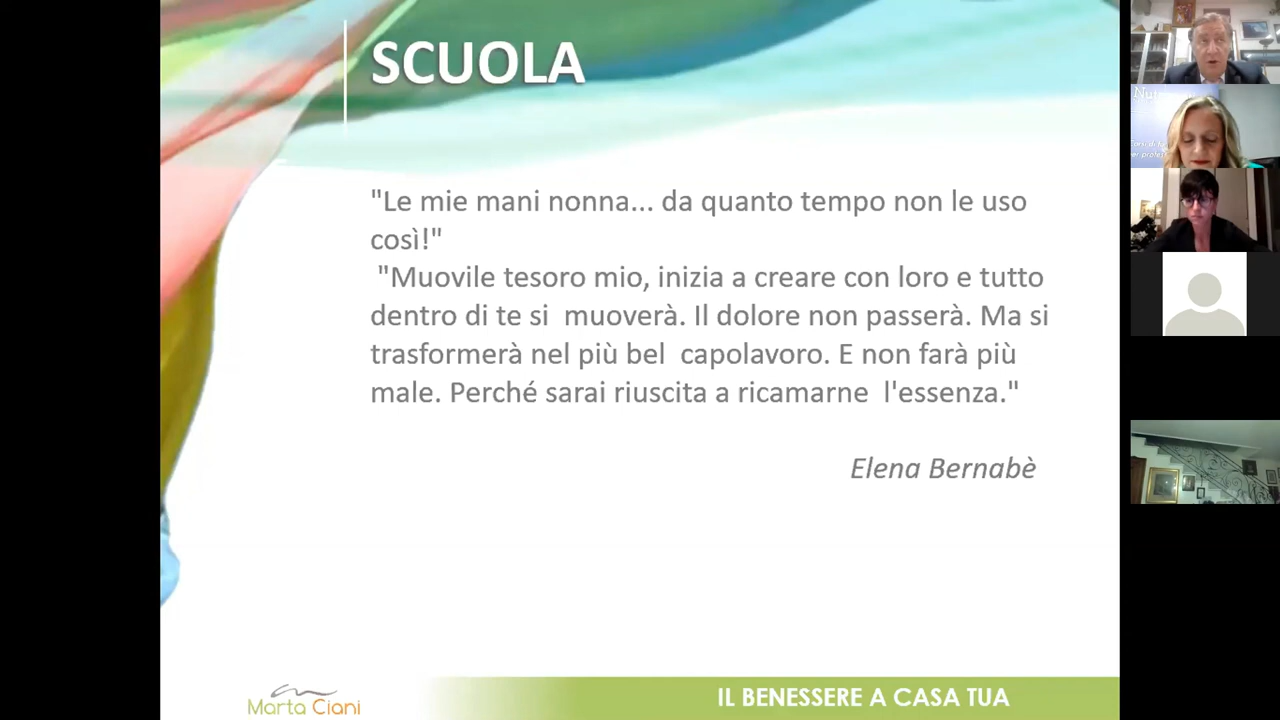 SCUOLA
"Le mie mani nonna... da quanto tempo non le uso
così!"
"Muovile tesoro mio, inizia a creare con loro e tutto
dentro di te si  muoverà. Il dolore non passerà. Ma si
trasformerà nel più bel  capolavoro. E non farà più
male. Perché sarai riuscita a ricamarne  l'essenza."
Elena Bernabè
Marta Ciani
IL BENESSERE A CASA TUA